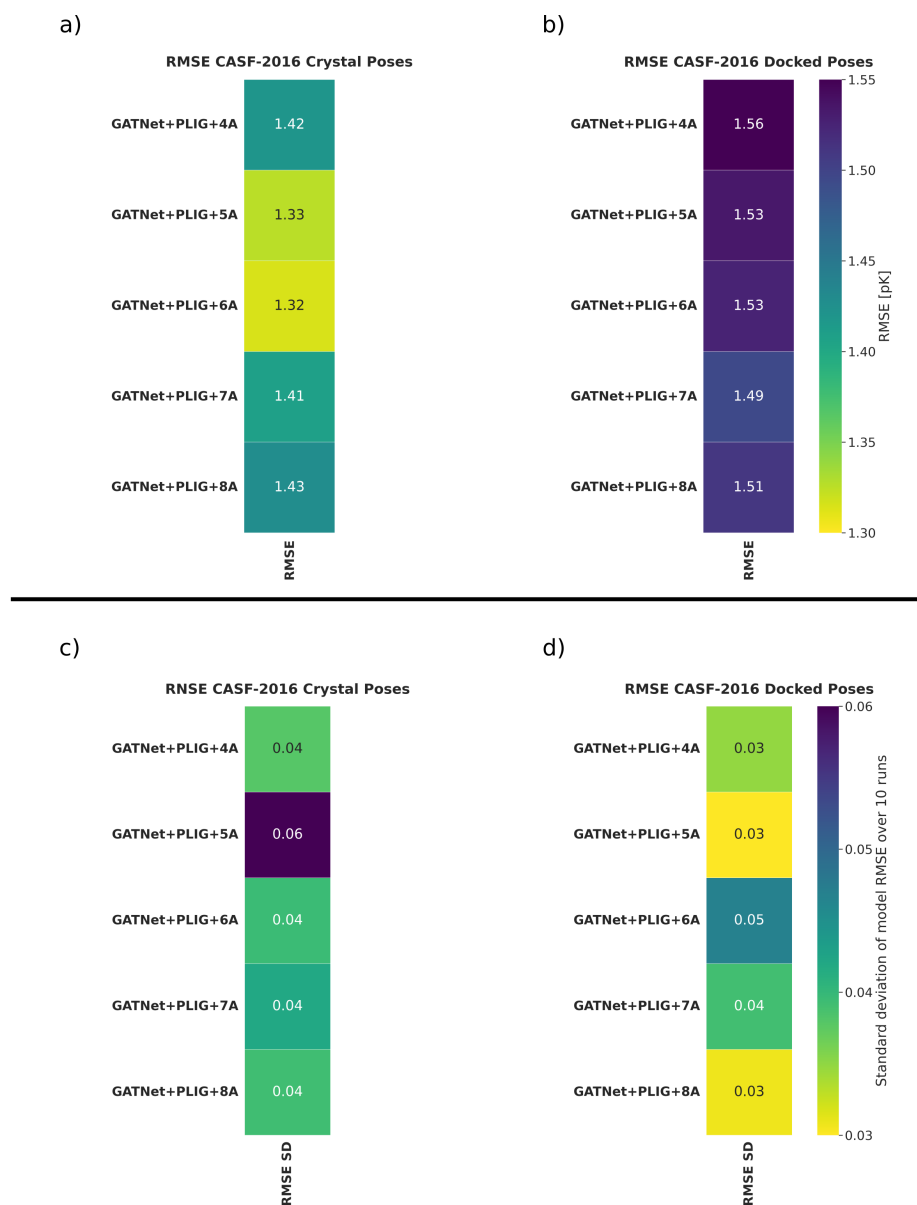 a)
RMSE CASF-2016 Crystal Poses
GATNet+PLIG+4A
1.42
GATNet+PLIG+5A
1.33
GATNet+PLIG+6A
1.32
GATNet+PLIG+7A
1.41
GATNet+PLIG+8A
1.43
RMSE
b)
RMSE CASF-2016 Docked Poses
GATNet+PLIG+4A
1.56
GATNet+PLIG+5A
1.53
GATNet+PLIG+6A
1.53
GATNet+PLIG+7A
1.49
GATNet+PLIG+8A
1.51
RMSE
1.55
1.50
1.45
1.40
1.35
1.30
RMSE [pK]
c)
RNSE CASF-2016 Crystal Poses
GATNet+PLIG+4A
0.04
GATNet+PLIG+5A
0.06
GATNet+PLIG+6A
0.04
GATNet+PLIG+7A
0.04
GATNet+PLIG+8A
0.04
RMSE SD
d)
RMSE CASF-2016 Docked Poses
GATNet+PLIG+4A
0.03
GATNet+PLIG+5A
0.03
GATNet+PLIG+6A
0.05
GATNet+PLIG+7A
0.04
GATNet+PLIG+8A
0.03
RMSE SD
0.06
0.05
0.04
0.03
Standard deviation of model RMSE over 10 runs